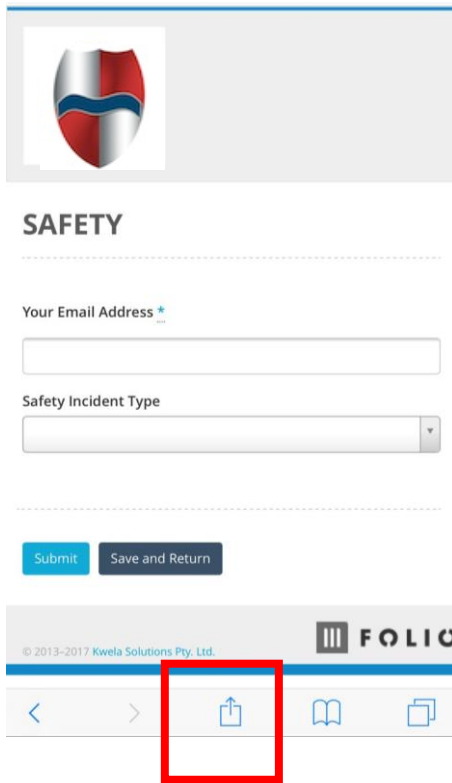 SAFETY
Your Email Address *
Safety Incident Type
Submit Save and Return
FOLIO
© 2013-2017 Kwela Solutions Pty. Ltd.